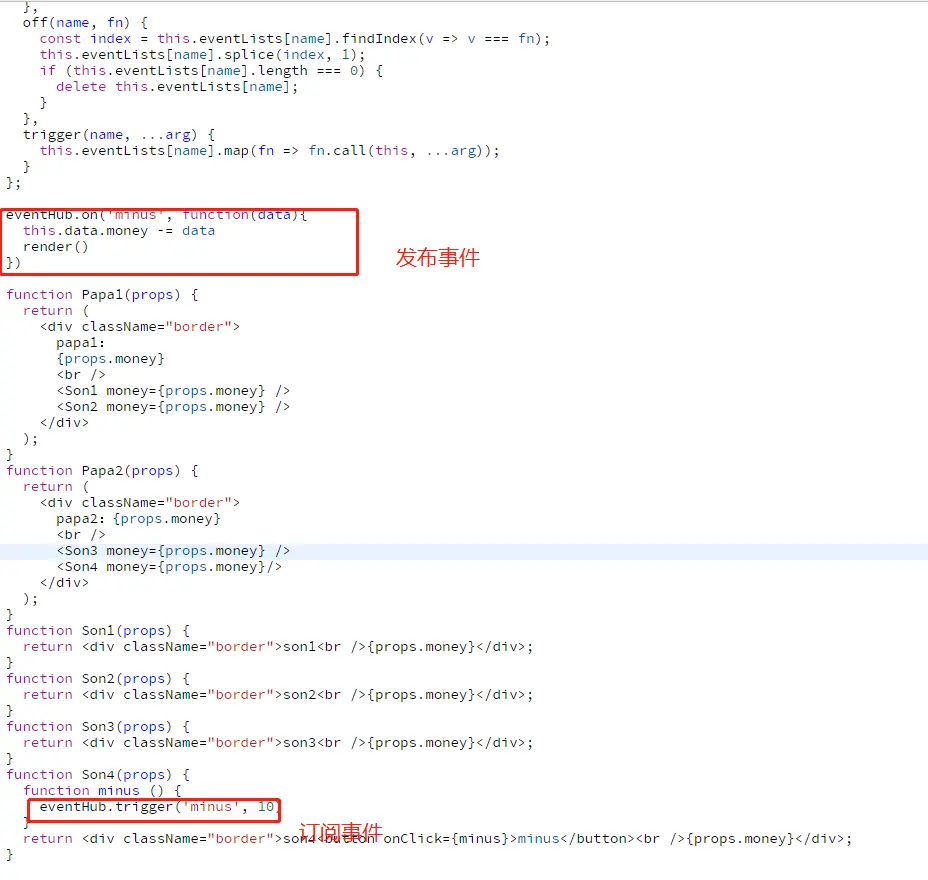 },
off(name, fn) {
const index = this.eventLists[name].findIndex(v => v === fn);
this.eventLists[name].splice(index, 1);
if (this.eventLists[name].length === 0) {
delete this.eventLists[name];
}
},
trigger(name, ...arg) {
this.eventLists[name].map(fn => fn.call(this, ...arg));
}
};
eventHub.on('minus', function(data){
this.data.money -= data
render()
})
发布事件
function Papa1(props) {
return (
<div className="border">
papa1:
{props.money}
<br />
<Son1 money={props.money} />
<Son2 money={props.money} />
</div>
);
}
function Papa2(props) {
return (
<div className="border">
papa2: {props.money}
<br />
<Son3 money={props.money} />
<Son4 money={props.money}/>
</div>
);
}
function Son1(props) {
return <div className="border">son1<br />{props.money}</div>;
}
function Son2(props) {
return <div className="border">son2<br />{props.money}</div>;
}
function Son3(props) {
return <div className="border">son3<br />{props.money}</div>;
}
function Son4(props) {
function minus () {
eventHub.trigger('minus', 10
}
订阅事件
return <div className="border">son4<button onClick={minus}>minus</button><br />{props.money}</div>;
}